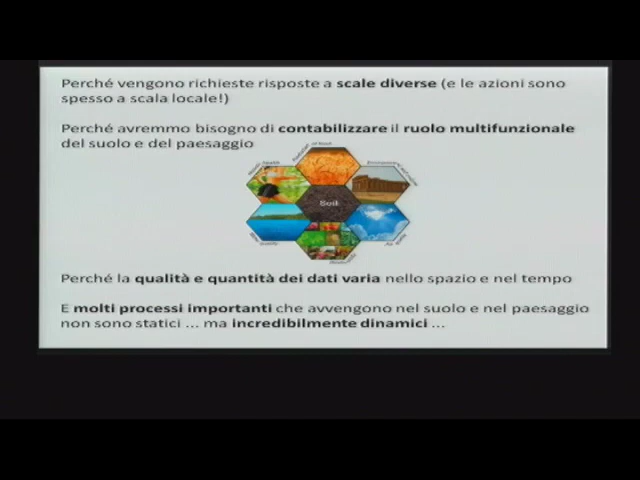 Perché vengono richieste risposte a scale diverse (e le azioni sono
spesso a scala locale!)
Perché avremmo bisogno di contabilizzare il ruolo multifunzionale
del suolo e del paesaggio
Soil
Perché la qualità e quantità dei dati varia nello spazio e nel tempo
E molti processi importanti che avvengono nel suolo e nel paesaggio
non sono statici ... ma incredibilmente dinamici ...